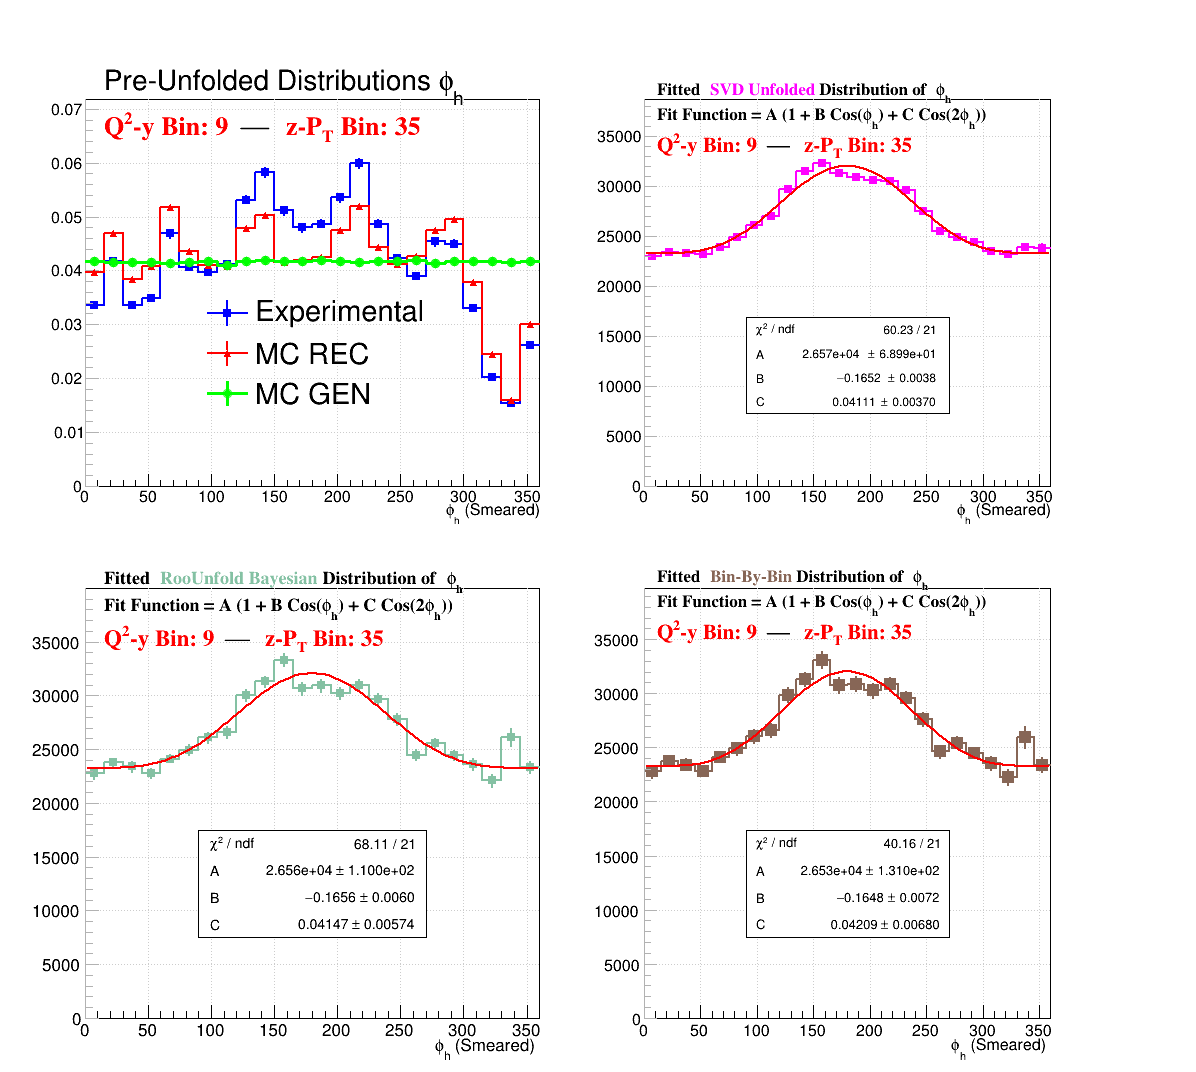 Pre-Unfolded Distributions ϕh
Q2-y Bin: 9 — z-PT Bin: 35
0.07
0.06
0.05
0.04
0.03
0.02
0.01
0
Experimental
MC REC
MC GEN
0 50 100 150 200 250 300 350
ϕh (Smeared)
Fitted SVD Unfolded Distribution of ϕh
Fit Function = A (1 + B Cos(ϕh) + C Cos(2ϕh))
Q2-y Bin: 9 — z-PT Bin: 35
35000
30000
25000
20000
15000
10000
5000
0
χ2 / ndf 60.23 / 21
A 2.657e+04 ± 6.899e+01
B −0.1652 ± 0.0038
C 0.04111 ± 0.00370
0 50 100 150 200 250 300 350
ϕh (Smeared)
Fitted RooUnfold Bayesian Distribution of ϕh
Fit Function = A (1 + B Cos(ϕh) + C Cos(2ϕh))
Q2-y Bin: 9 — z-PT Bin: 35
35000
30000
25000
20000
15000
10000
5000
0
χ2 / ndf 68.11 / 21
A 2.656e+04 ± 1.100e+02
B −0.1656 ± 0.0060
C 0.04147 ± 0.00574
0 50 100 150 200 250 300 350
ϕh (Smeared)
Fitted Bin-By-Bin Distribution of ϕh
Fit Function = A (1 + B Cos(ϕh) + C Cos(2ϕh))
Q2-y Bin: 9 — z-PT Bin: 35
35000
30000
25000
20000
15000
10000
5000
0
χ2 / ndf 40.16 / 21
A 2.653e+04 ± 1.310e+02
B −0.1648 ± 0.0072
C 0.04209 ± 0.00680
0 50 100 150 200 250 300 350
ϕh (Smeared)